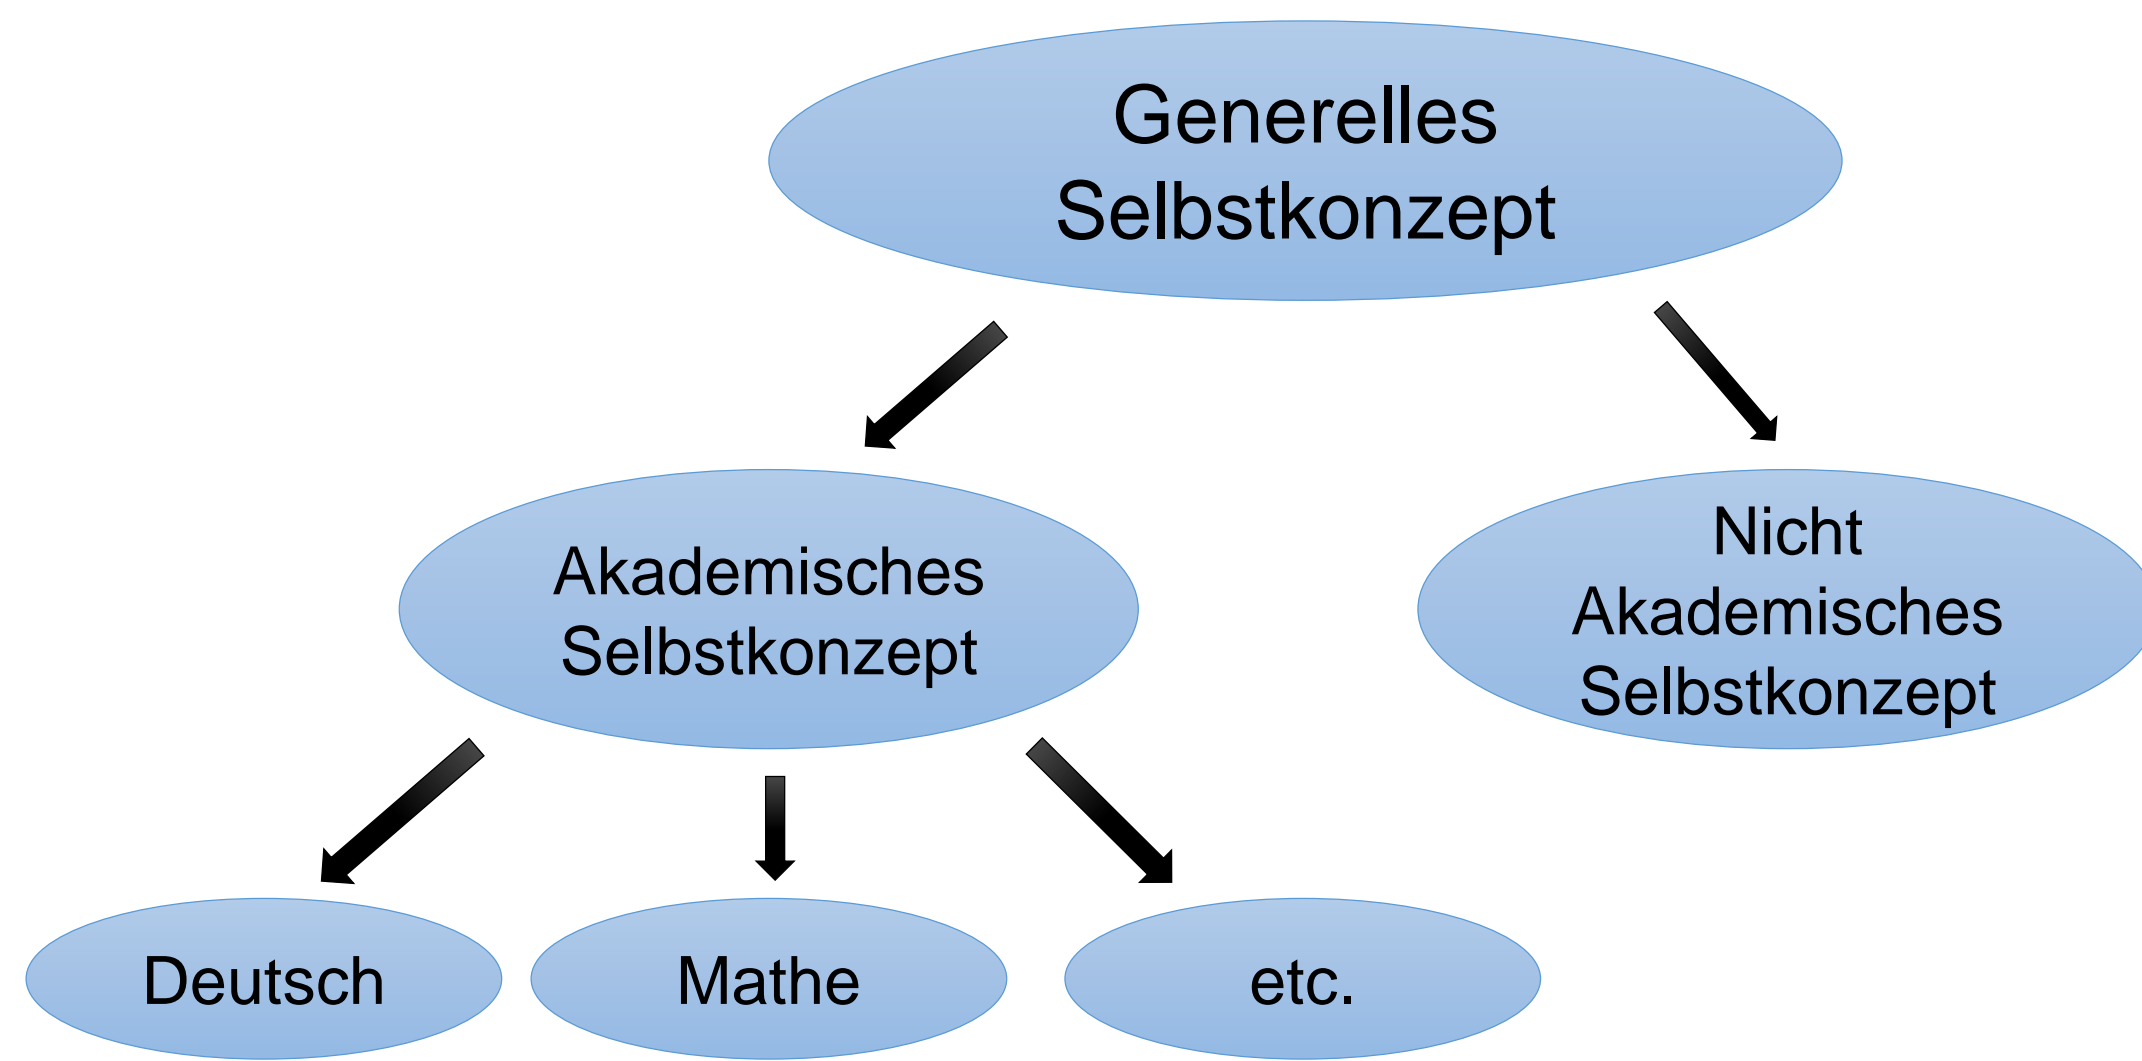 Generelles
Selbstkonzept
Akademisches
Selbstkonzept
Nicht
Akademisches
Selbstkonzept
Deutsch
Mathe
etc.